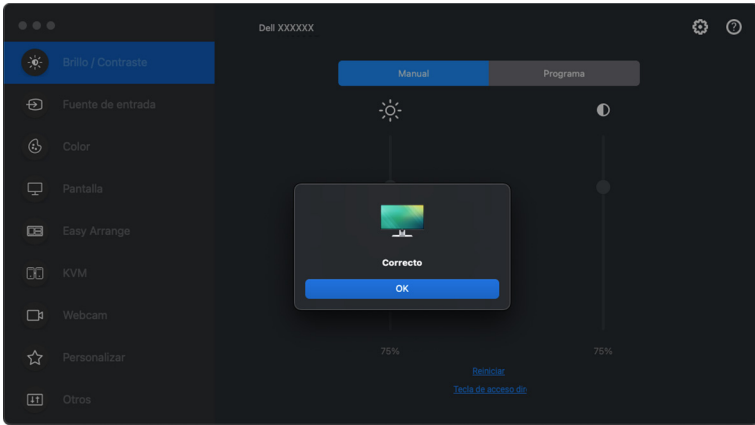 Dell XXXXXX
Brillo / Contraste
Manual
Programa
Fuente de entrada
Color
Pantalla
Easy Arrange
KVM
Webcam
Personalizar
Otros
Correcto
OK
75%
75%
Reiniciar
Tecla de acceso dir